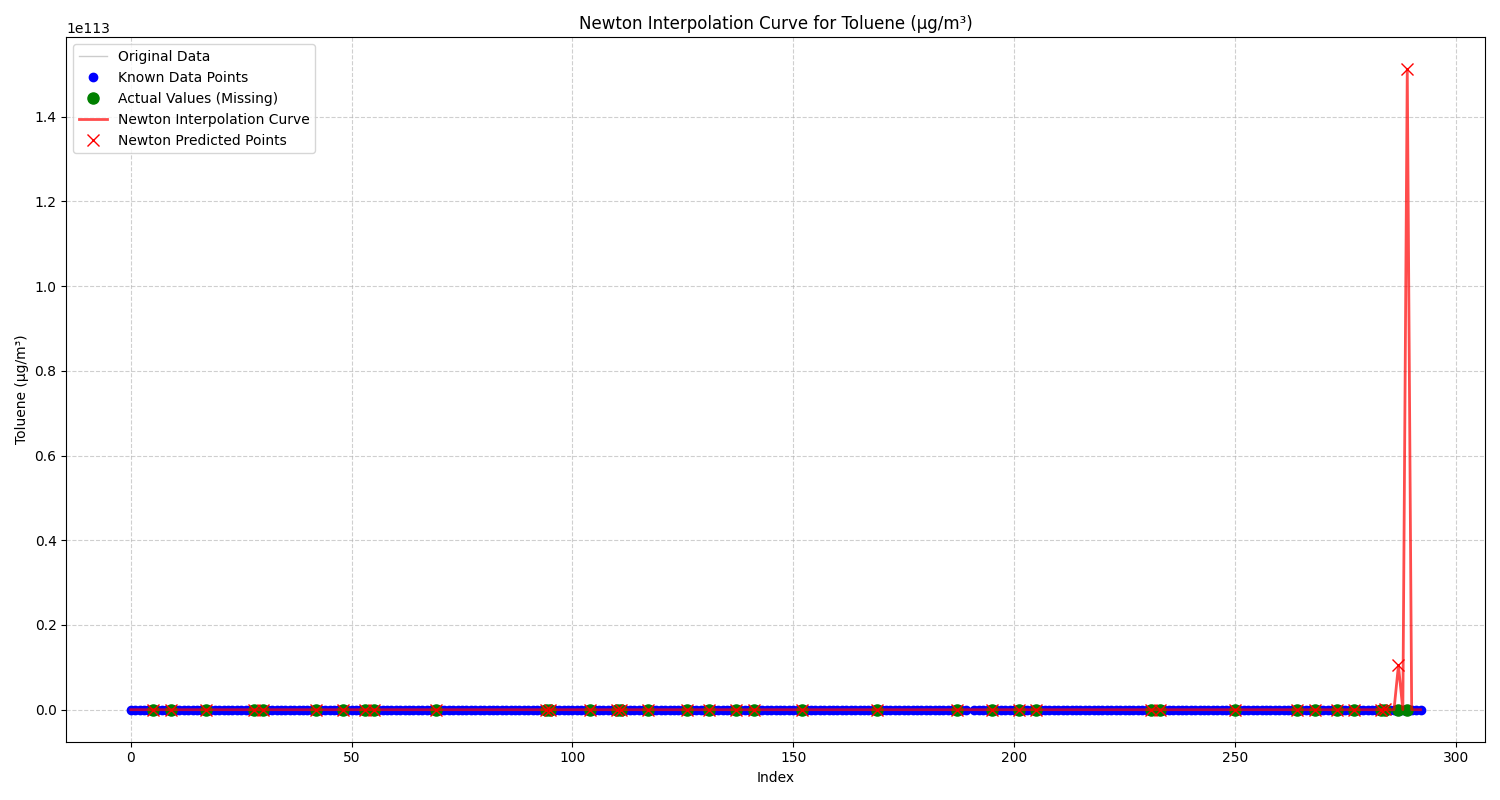 Newton Interpolation Curve for Toluene (µg/m³)
1e113
Original Data
Known Data Points
Actual Values (Missing)
Newton Interpolation Curve
Newton Predicted Points
1.4
1.2
1.0
0.8
0.6
0.4
0.2
0.0
Toluene (µg/m³)
0 50 100 150 200 250 300
Index